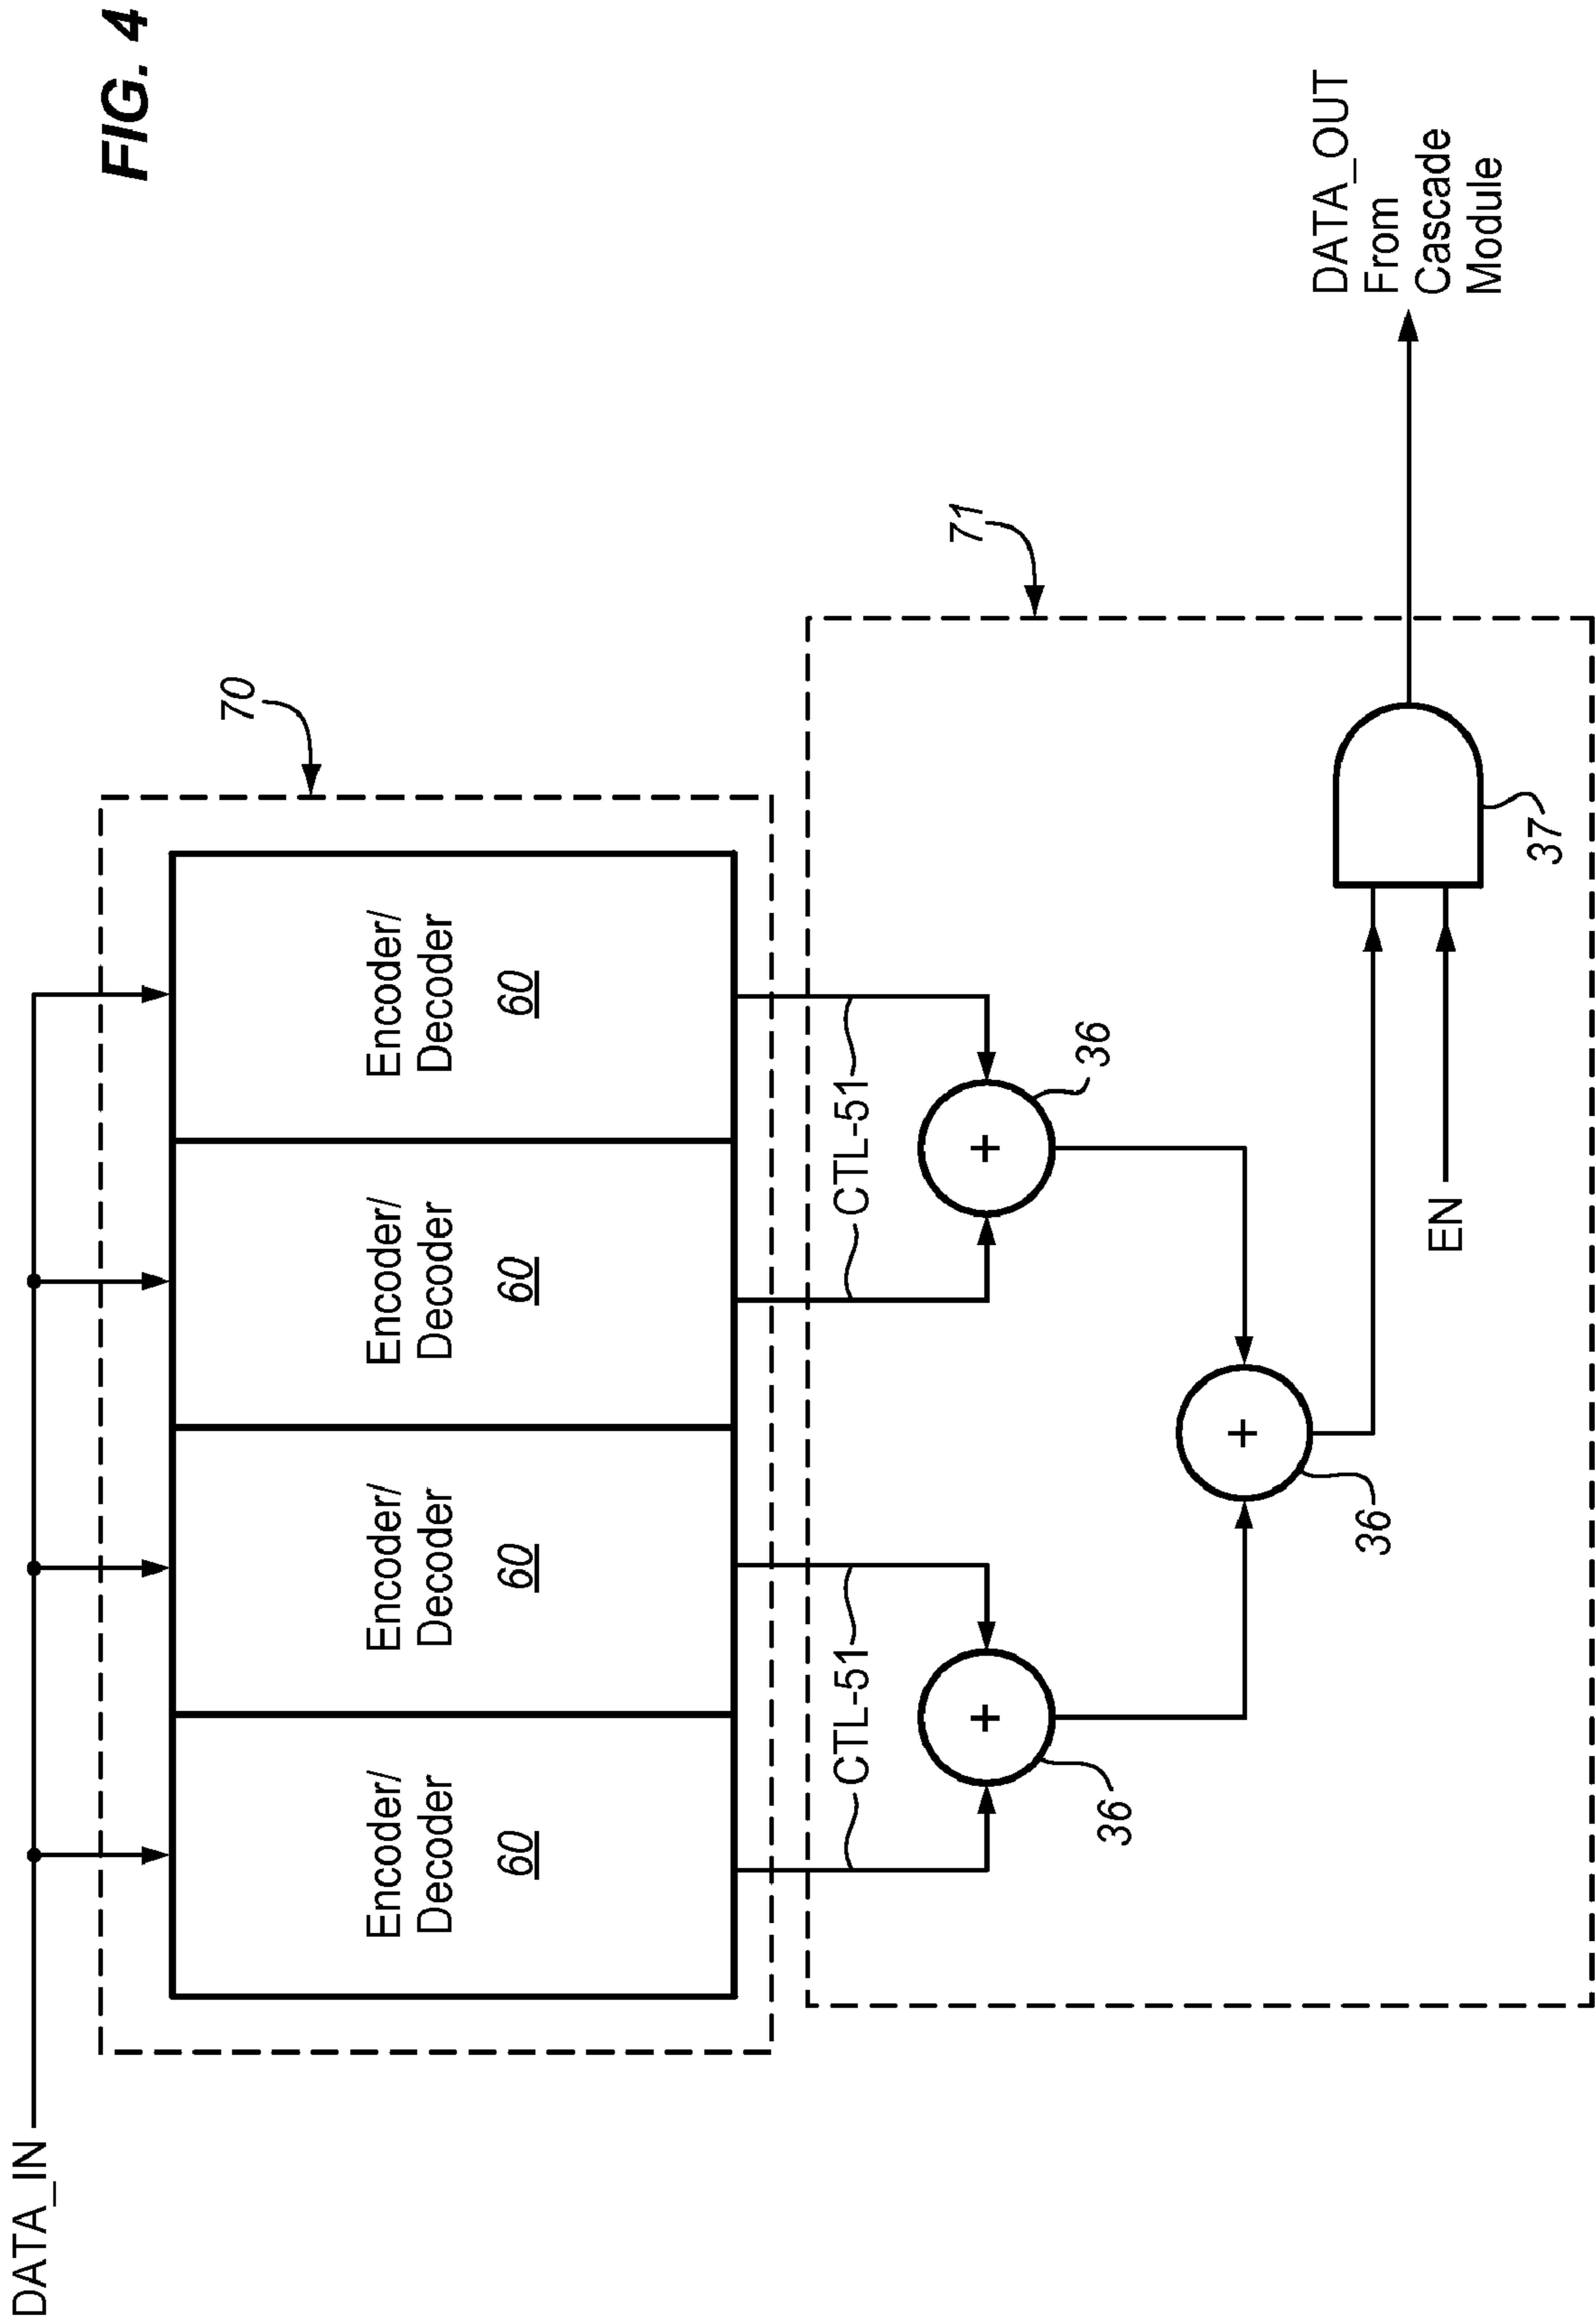 FIG. 4
DATA_IN
70
Encoder/
Decoder
60
Encoder/
Decoder
60
Encoder/
Decoder
60
Encoder/
Decoder
60
71
CTL-51
CTL-51
36
36
+
+
36
+
EN
37
DATA_OUT
From
Cascade
Module